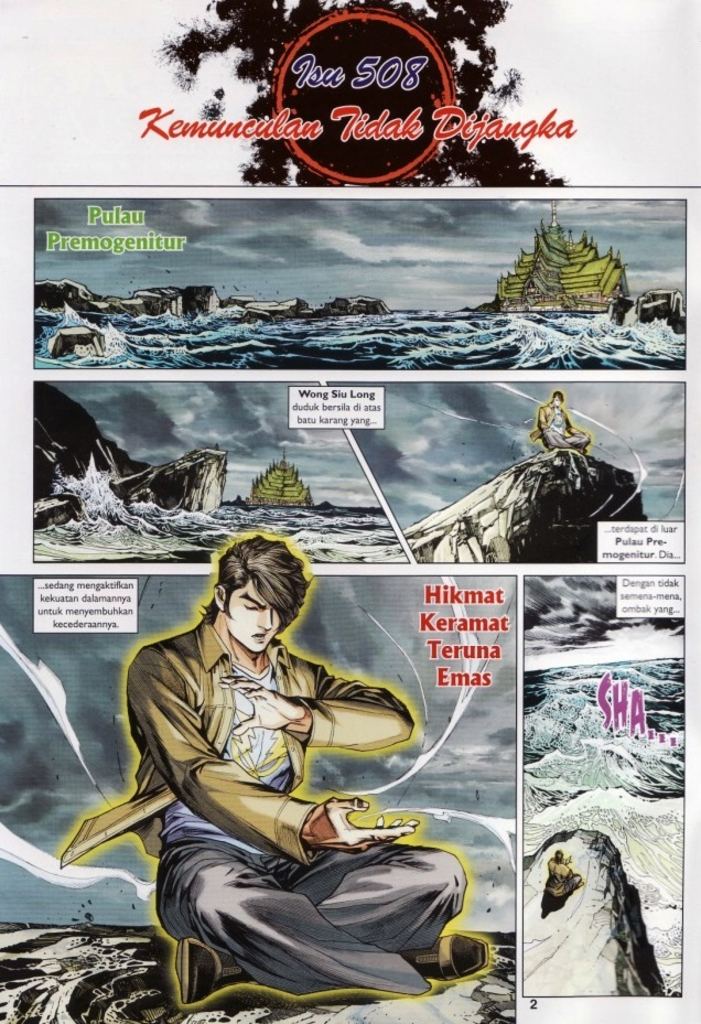 Isu 508
Kemunculan Tidak Dijangka
Pulau
Premogenitur
Wong Siu Long
duduk bersila di atas
batu karang yang...
...terdapat di luar
Pulau Pre-
mogenitur. Dia...
...sedang mengaktifkan
kekuatan dalamannya
untuk menyembuhkan
kecederaannya.
Hikmat
Keramat
Teruna
Emas
Dengan tidak
semena-mena,
ombak yang...
SHA...
2